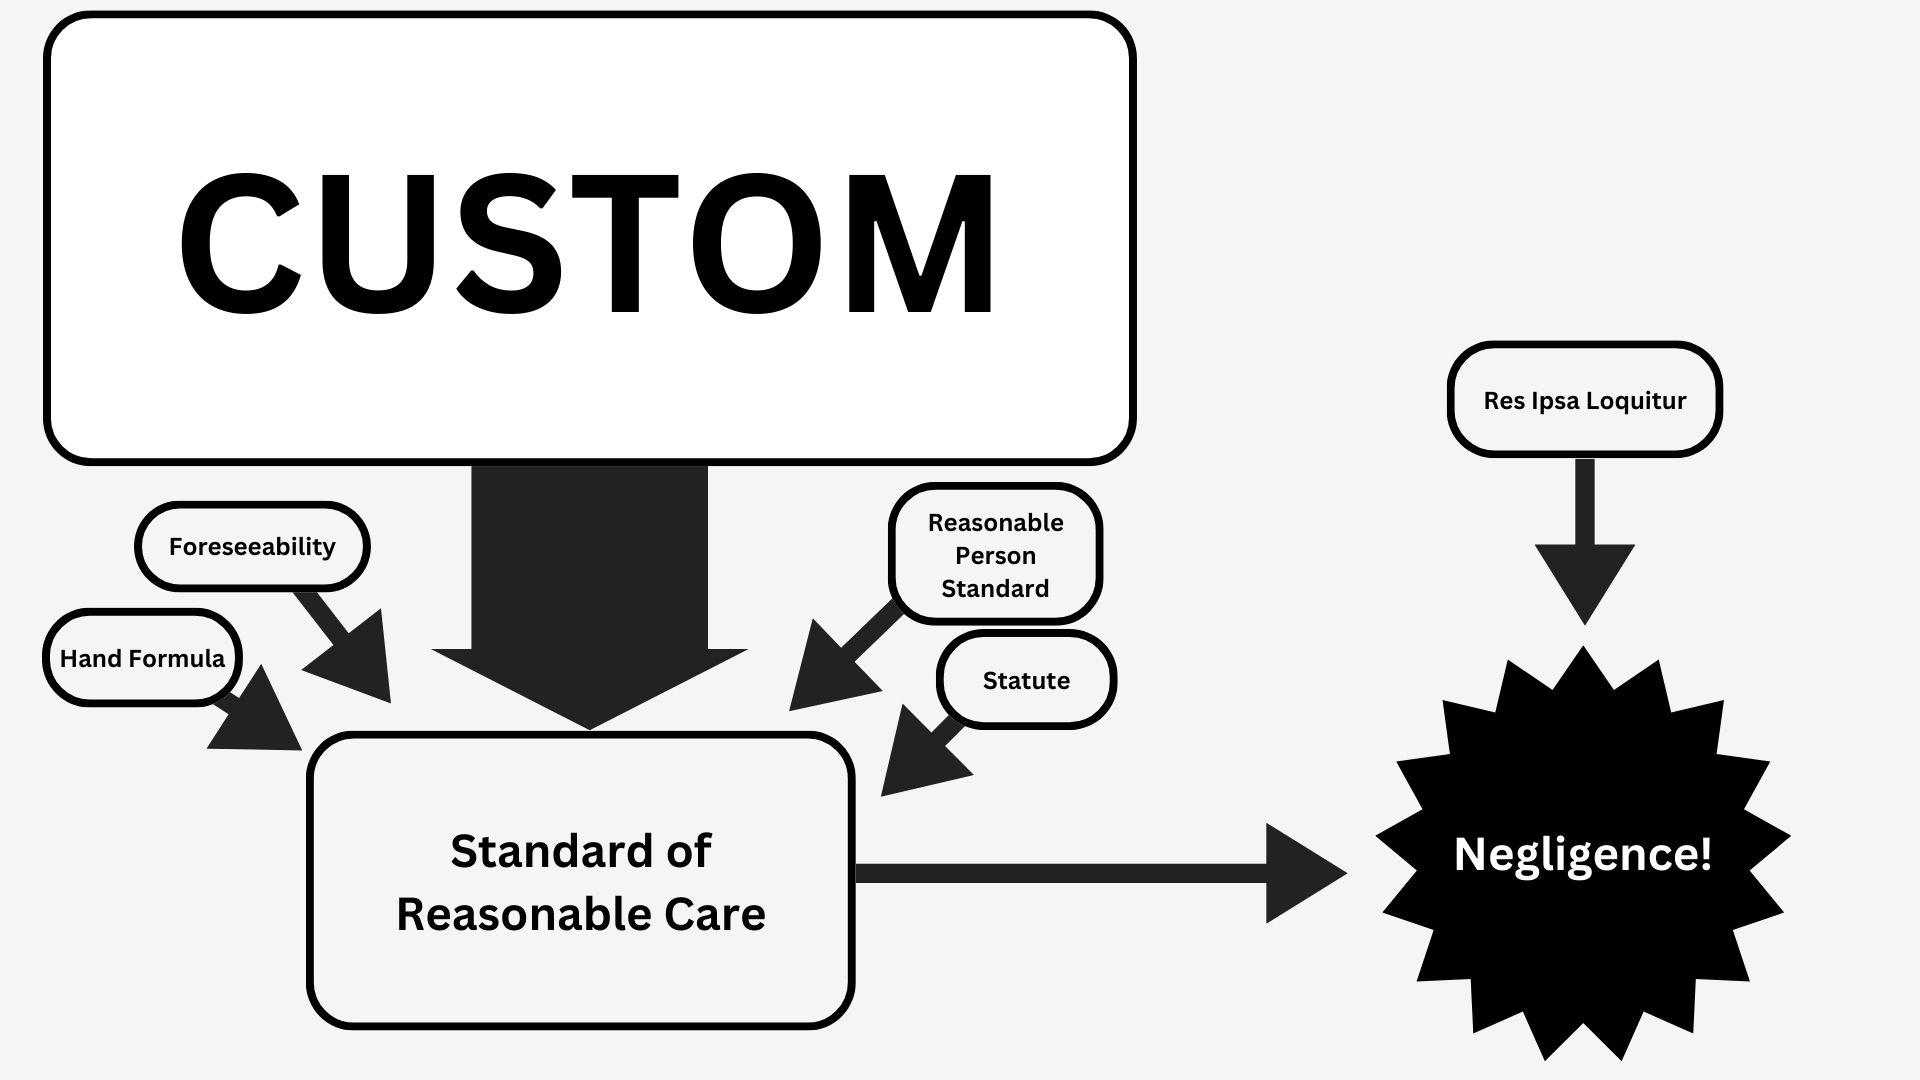 CUSTOM
Res Ipsa Loquitur
Foreseeability
Reasonable
Person
Standard
Hand Formula
Statute
Standard of
Reasonable Care
Negligence!